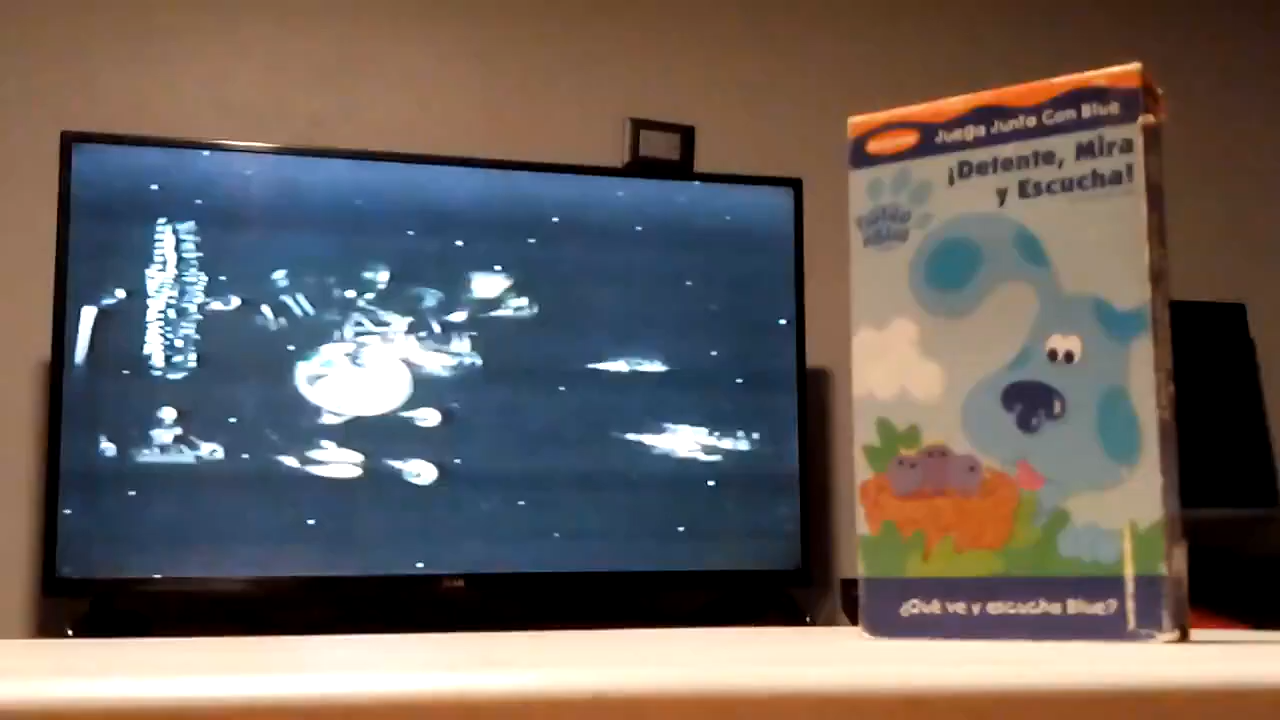 Juega Junto Con Blue
¡Detente, Mira
y Escucha!
¿Qué ve y escucha Blue?